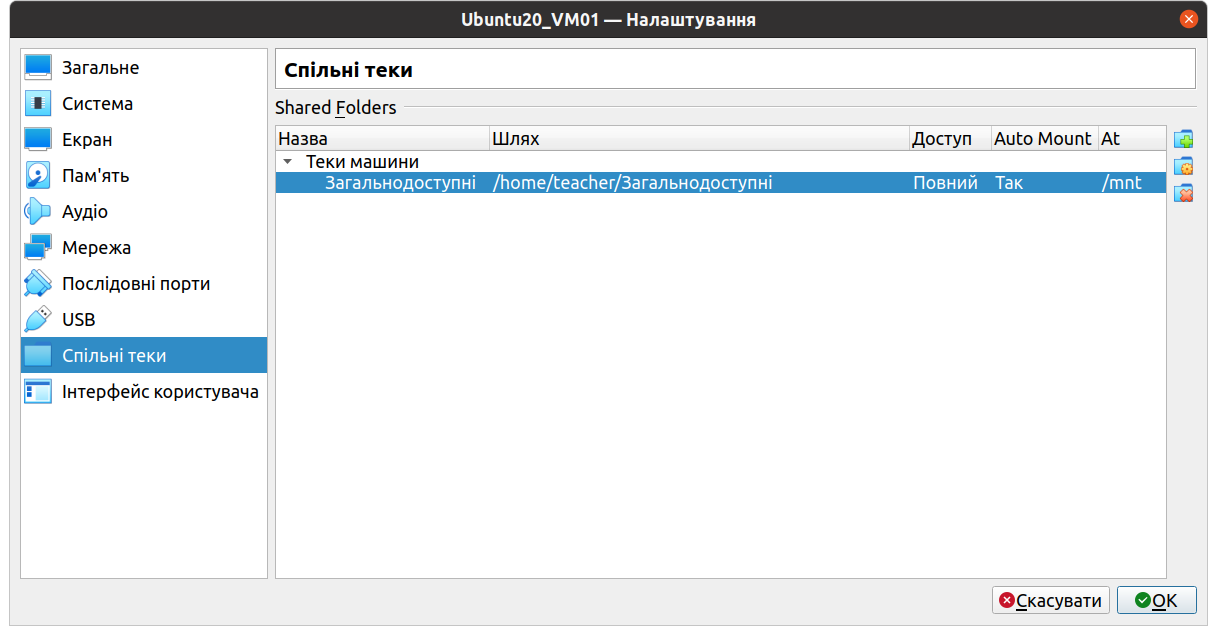 Ubuntu20_VM01 — Налаштування
Загальне
Система
Екран
Пам'ять
Аудіо
Мережа
Послідовні порти
USB
Спільні теки
Інтерфейс користувача
Спільні теки
Shared Folders
Назва Шлях Доступ Auto Mount At
Теки машини
Загальнодоступні /home/teacher/Загальнодоступні Повний Так /mnt
Скасувати OK